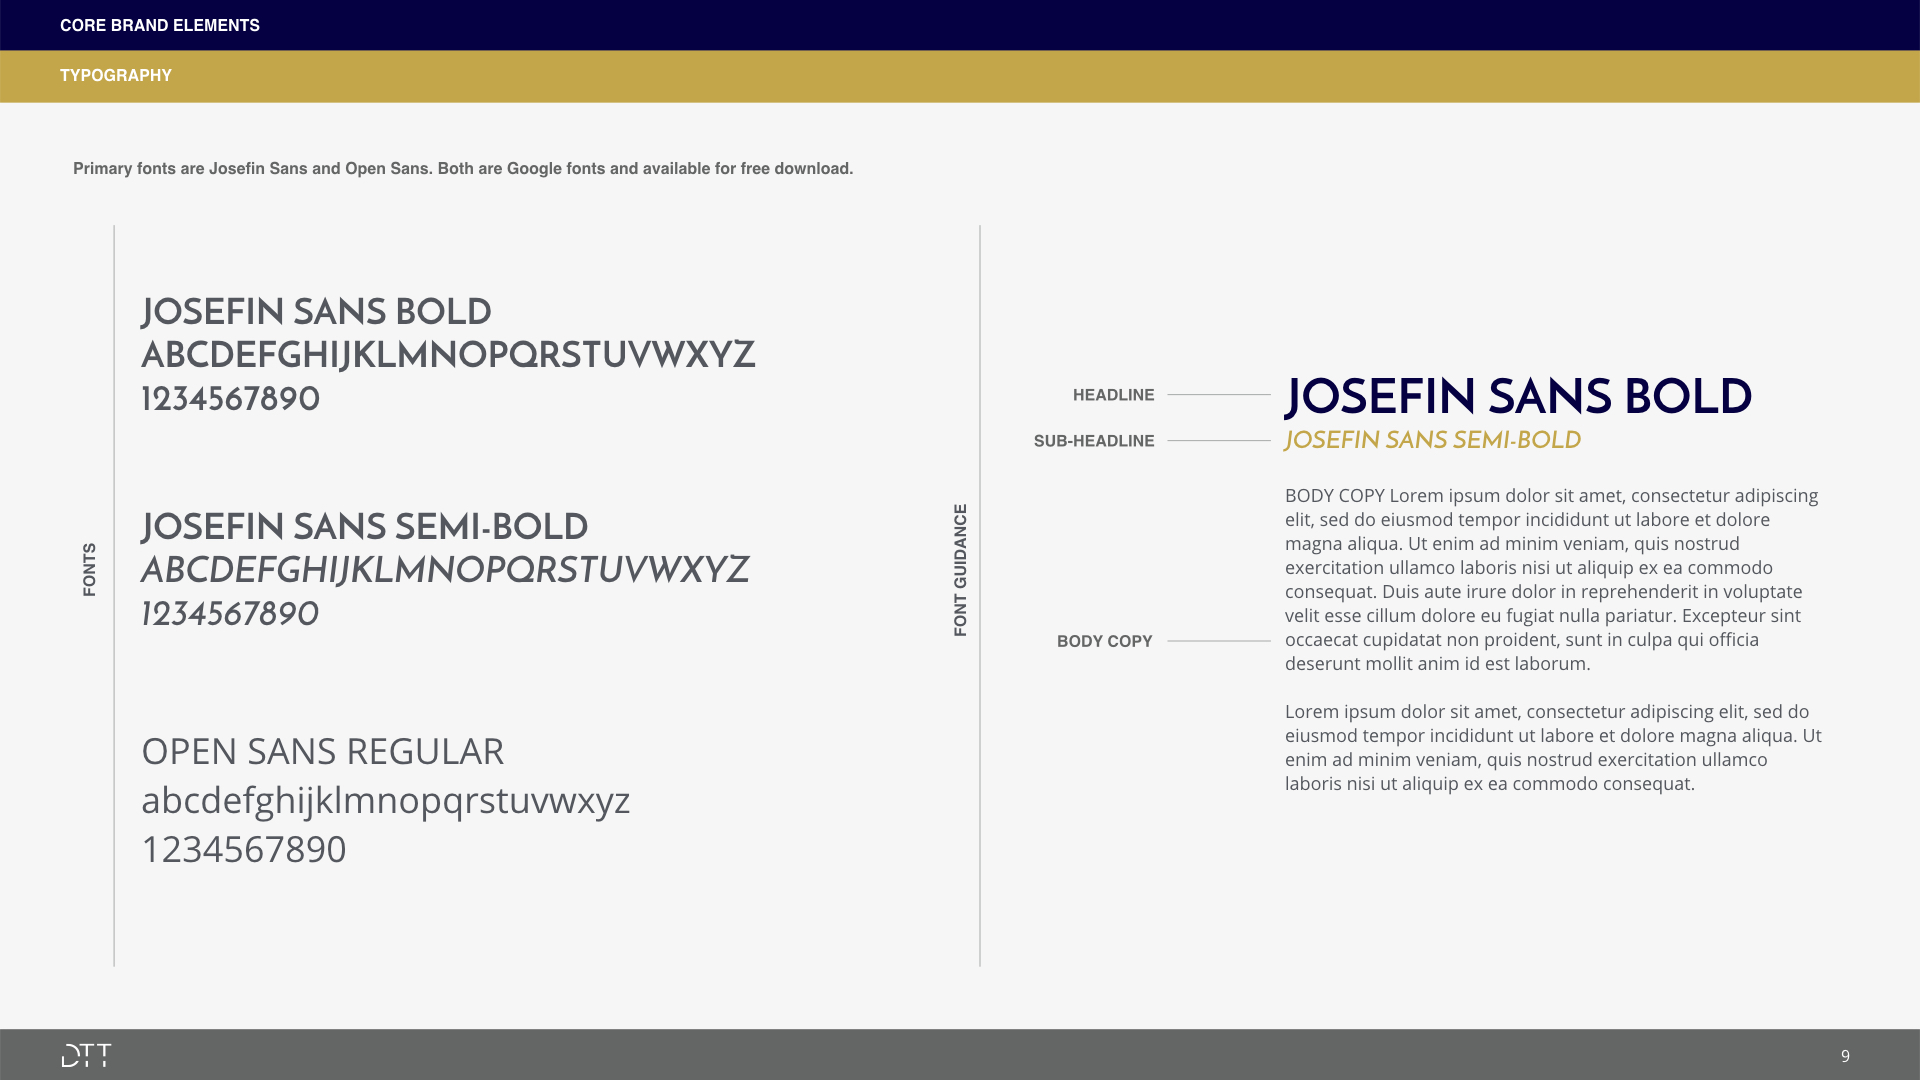 CORE BRAND ELEMENTS
TYPOGRAPHY
Primary fonts are Josefin Sans and Open Sans. Both are Google fonts and available for free download.
FONTS
JOSEFIN SANS BOLD
ABCDEFGHIJKLMNOPQRSTUVWXYZ
1234567890
JOSEFIN SANS SEMI-BOLD
ABCDEFGHIJKLMNOPQRSTUVWXYZ
1234567890
OPEN SANS REGULAR
abcdefghijklmnopqrstuvwxyz
1234567890
FONT GUIDANCE
HEADLINE
JOSEFIN SANS BOLD
SUB-HEADLINE
JOSEFIN SANS SEMI-BOLD
BODY COPY
BODY COPY Lorem ipsum dolor sit amet, consectetur adipiscing
elit, sed do eiusmod tempor incididunt ut labore et dolore
magna aliqua. Ut enim ad minim veniam, quis nostrud
exercitation ullamco laboris nisi ut aliquip ex ea commodo
consequat. Duis aute irure dolor in reprehenderit in voluptate
velit esse cillum dolore eu fugiat nulla pariatur. Excepteur sint
occaecat cupidatat non proident, sunt in culpa qui officia
deserunt mollit anim id est laborum.
Lorem ipsum dolor sit amet, consectetur adipiscing elit, sed do
eiusmod tempor incididunt ut labore et dolore magna aliqua. Ut
enim ad minim veniam, quis nostrud exercitation ullamco
laboris nisi ut aliquip ex ea commodo consequat.
DTT
9